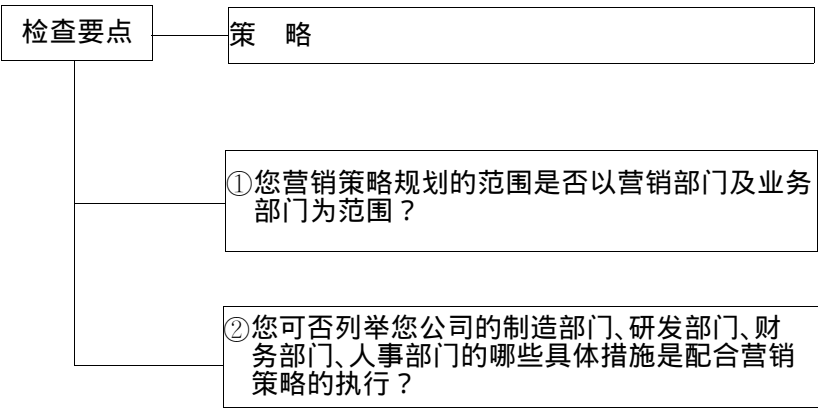 检查要点
策 略
①您营销策略规划的范围是否以营销部门及业务
部门为范围？
②您可否列举您公司的制造部门、研发部门、财
务部门、人事部门的哪些具体措施是配合营销
策略的执行？